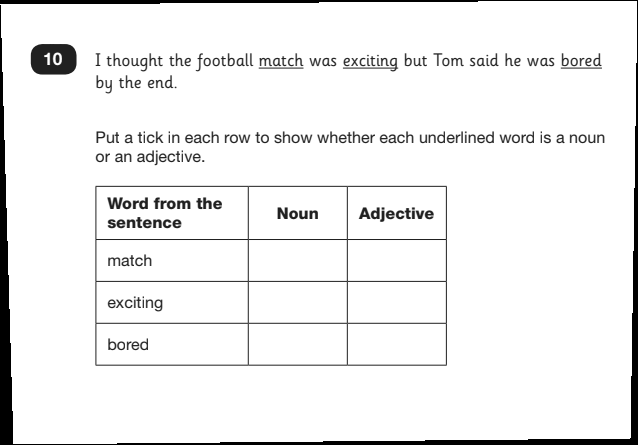 10
I thought the football match was exciting but Tom said he was bored
by the end.
Put a tick in each row to show whether each underlined word is a noun
or an adjective.
Word from the
sentence
Noun
Adjective
match
exciting
bored